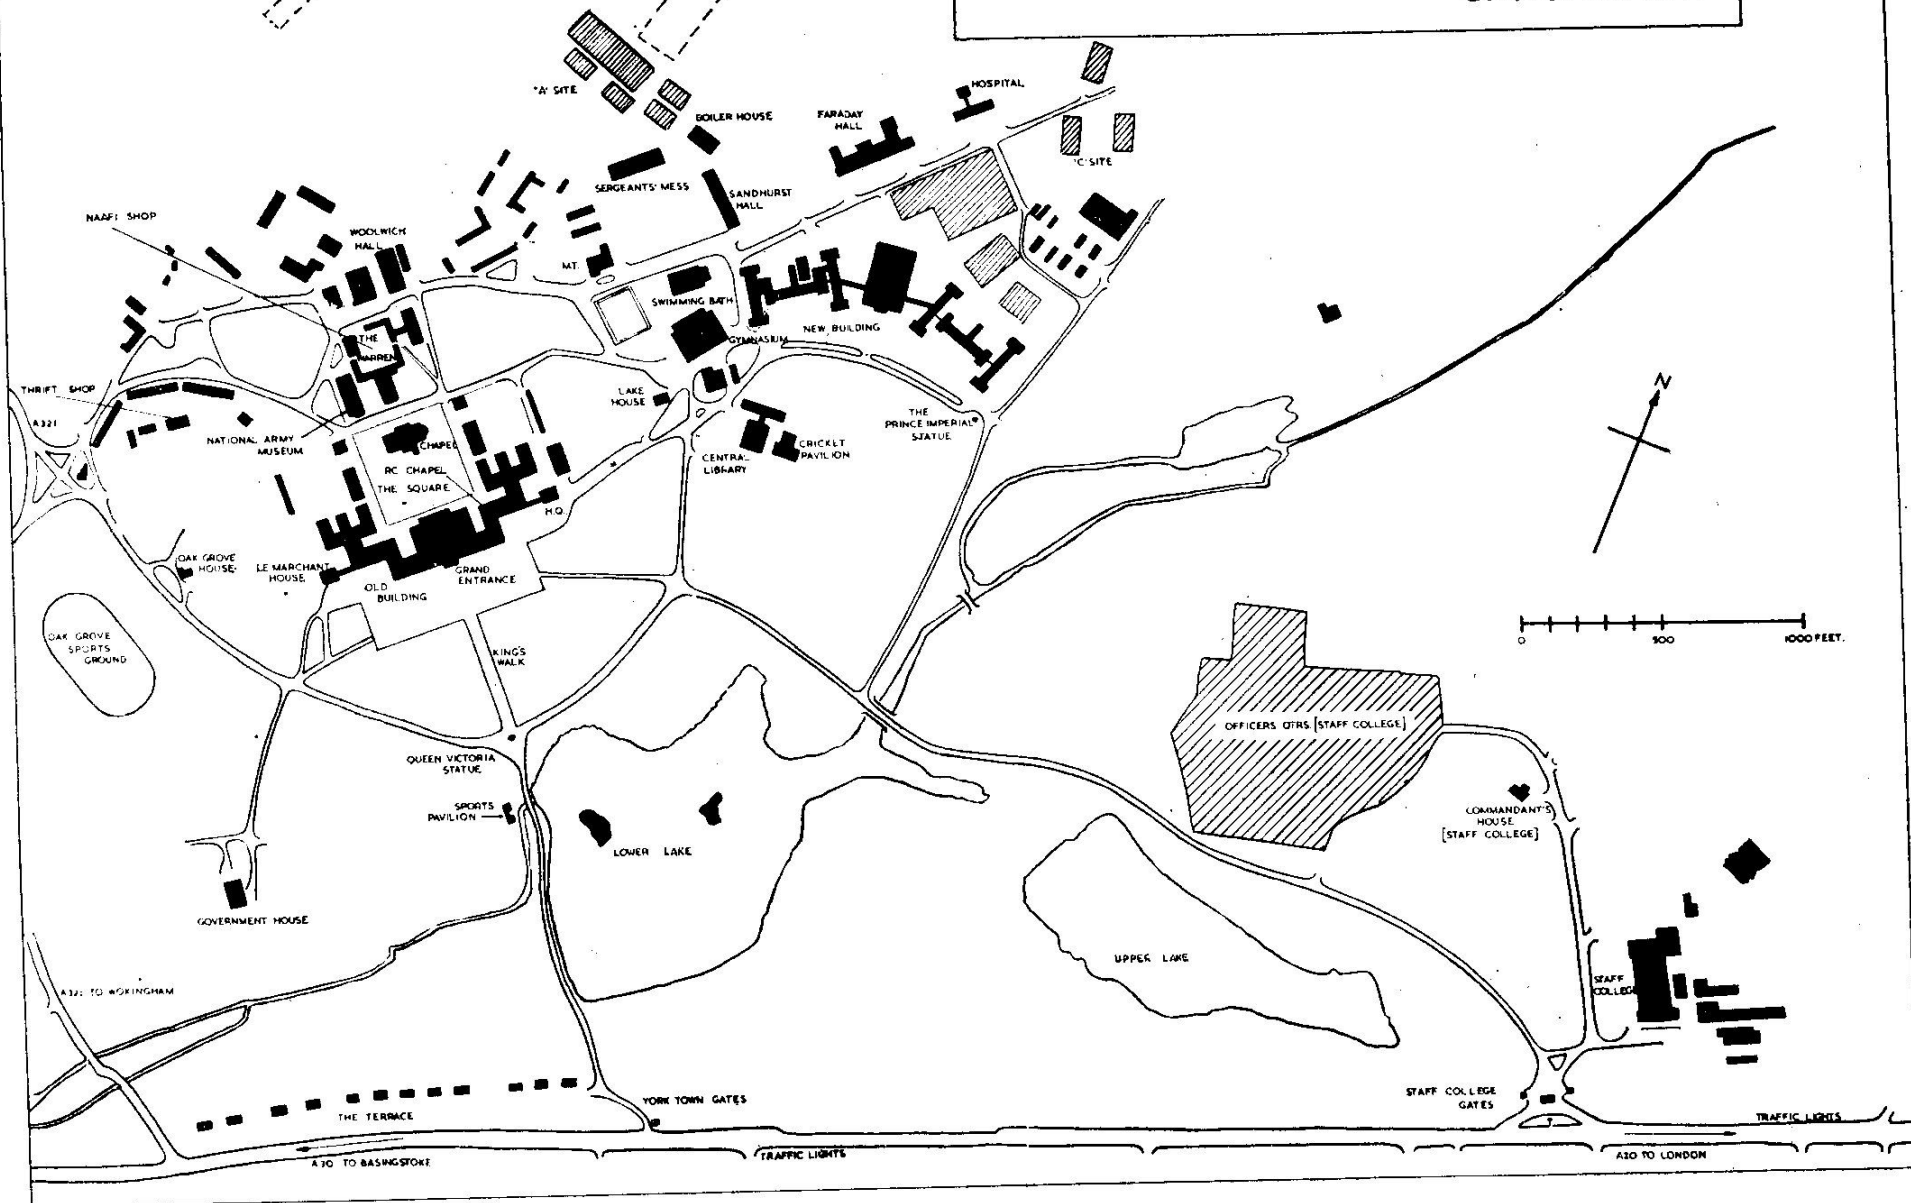 'A' SITE
BOILER HOUSE
FARADAY
HALL
HOSPITAL
'C' SITE
SERGEANTS' MESS
SANDHURST
HALL
NAAFI SHOP
WOOLWICH
HALL
MT.
SWIMMING BATH
NEW BUILDING
GYMNASIUM
THE
WARREN
THRIFT SHOP
A321
LAKE
HOUSE
THE
PRINCE IMPERIAL
STATUE
NATIONAL ARMY
MUSEUM
CHAPEL
RC CHAPEL
THE SQUARE
CENTRAL
LIBRARY
CRICKET
PAVILION
H.Q.
N
OAK GROVE
HOUSE
LE MARCHANT
HOUSE
GRAND
ENTRANCE
OLD
BUILDING
OAK GROVE
SPORTS
GROUND
KING'S
WALK
0
500
1000 FEET.
OFFICERS QTRS. [STAFF COLLEGE]
QUEEN VICTORIA
STATUE
SPORTS
PAVILION
LOWER LAKE
COMMANDANT'S
HOUSE
[STAFF COLLEGE]
GOVERNMENT HOUSE
UPPER LAKE
STAFF
COLLEGE
A321 TO WOKINGHAM
THE TERRACE
YORK TOWN GATES
STAFF COLLEGE
GATES
TRAFFIC LIGHTS
A30 TO BASINGSTOKE
TRAFFIC LIGHTS
A30 TO LONDON